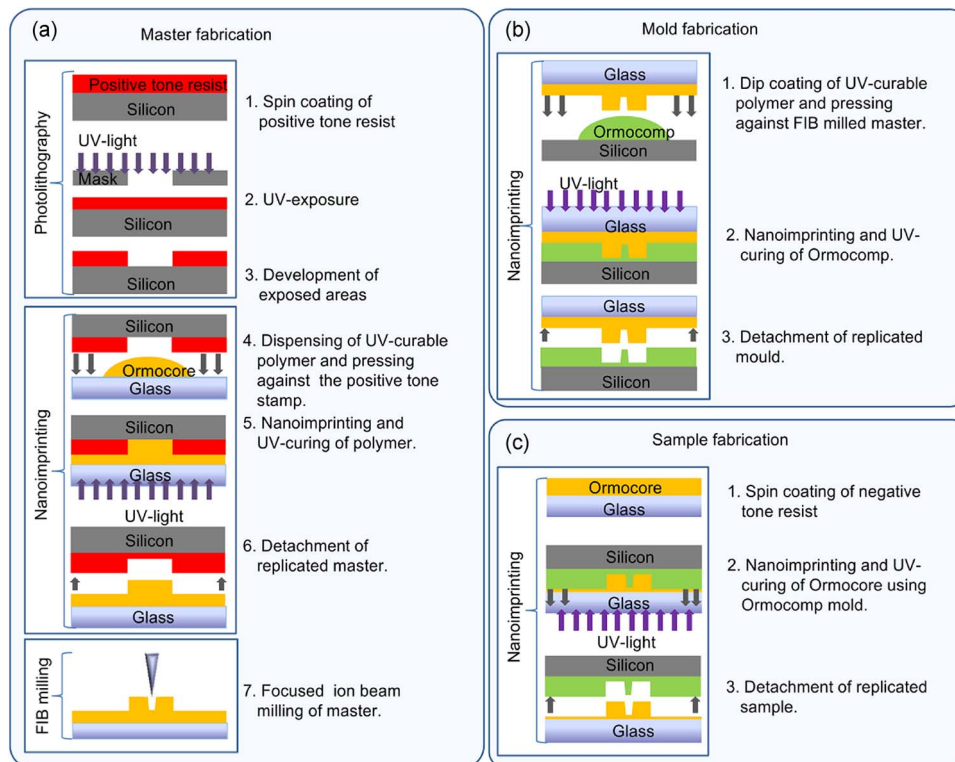 (a)
Master fabrication
Photolithography
Positive tone resist
Silicon
1. Spin coating of
positive tone resist
UV-light
Mask
2. UV-exposure
Silicon
3. Development of
exposed areas
Silicon
Nanoimprinting
Silicon
4. Dispensing of UV-curable
polymer and pressing
against the positive tone
stamp.
Ormocore
Glass
5. Nanoimprinting and
UV-curing of polymer.
Silicon
Glass
UV-light
Silicon
6. Detachment of
replicated master.
Glass
FIB milling
7. Focused ion beam
milling of master.
(b)
Mold fabrication
Nanoimprinting
Glass
1. Dip coating of UV-curable
polymer and pressing
against FIB milled master.
Ormocomp
Silicon
UV-light
Glass
2. Nanoimprinting and UV-
curing of Ormocomp.
Silicon
Glass
3. Detachment of replicated
mould.
Silicon
(c)
Sample fabrication
Nanoimprinting
Ormocore
Glass
1. Spin coating of negative
tone resist
Silicon
2. Nanoimprinting and UV-
curing of Ormocore using
Ormocomp mold.
Glass
UV-light
Silicon
3. Detachment of replicated
sample.
Glass